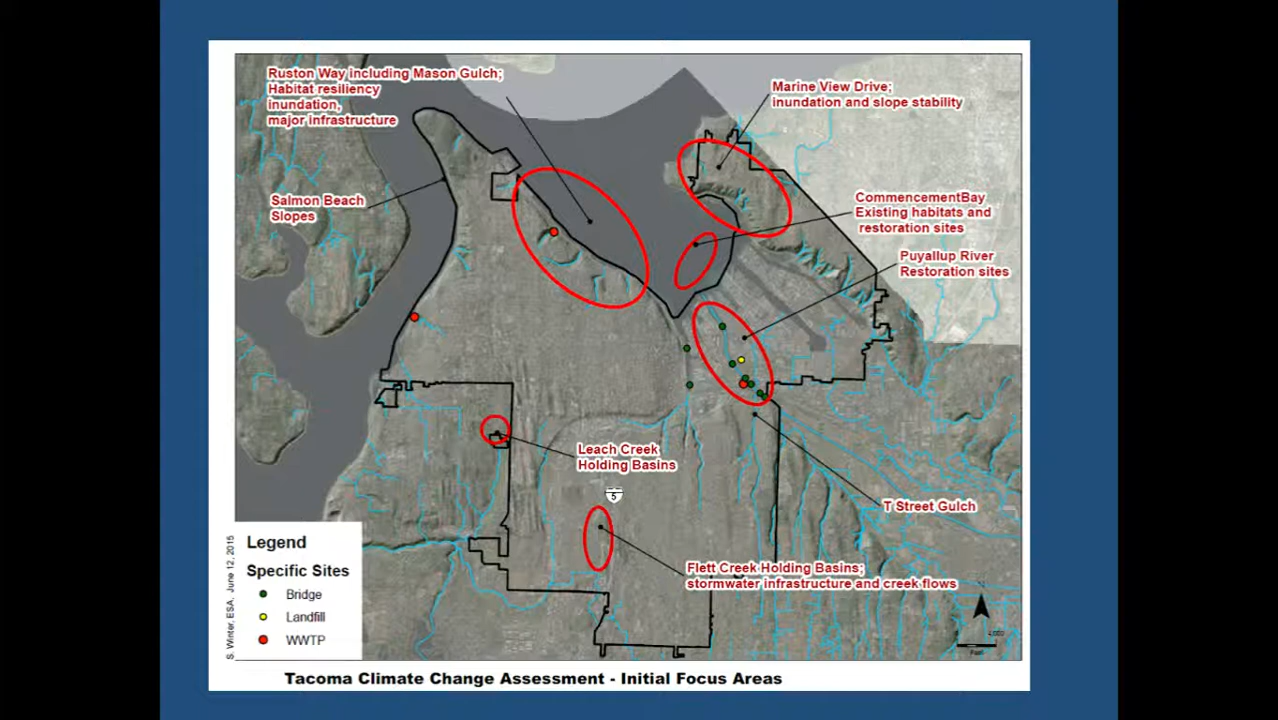 Ruston Way including Mason Gulch;
Habitat resiliency
inundation,
major infrastructure
Marine View Drive;
inundation and slope stability
Salmon Beach
Slopes
CommencementBay
Existing habitats and
restoration sites
Puyallup River
Restoration sites
Leach Creek
Holding Basins
5
T Street Gulch
Flett Creek Holding Basins;
stormwater infrastructure and creek flows
Legend
Specific Sites
Bridge
Landfill
WWTP
S. Winter, ESA, June 12, 2015
Tacoma Climate Change Assessment - Initial Focus Areas